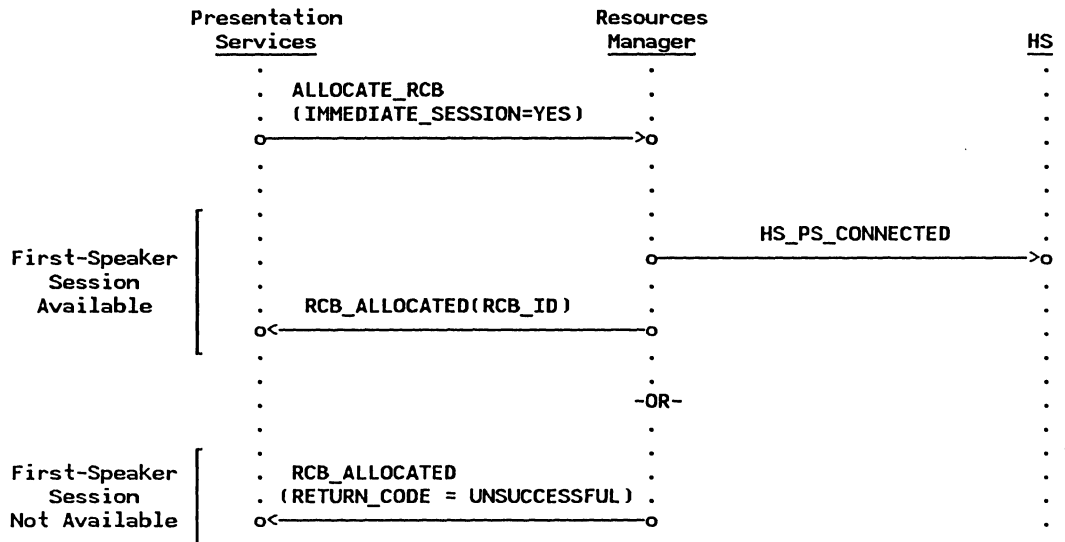 Presentation Services
Resources Manager
HS
ALLOCATE_RCB
(IMMEDIATE_SESSION=YES)
First-Speaker
Session
Available
HS_PS_CONNECTED
RCB_ALLOCATED(RCB_ID)
-OR-
First-Speaker
Session
Not Available
RCB_ALLOCATED
(RETURN_CODE = UNSUCCESSFUL)